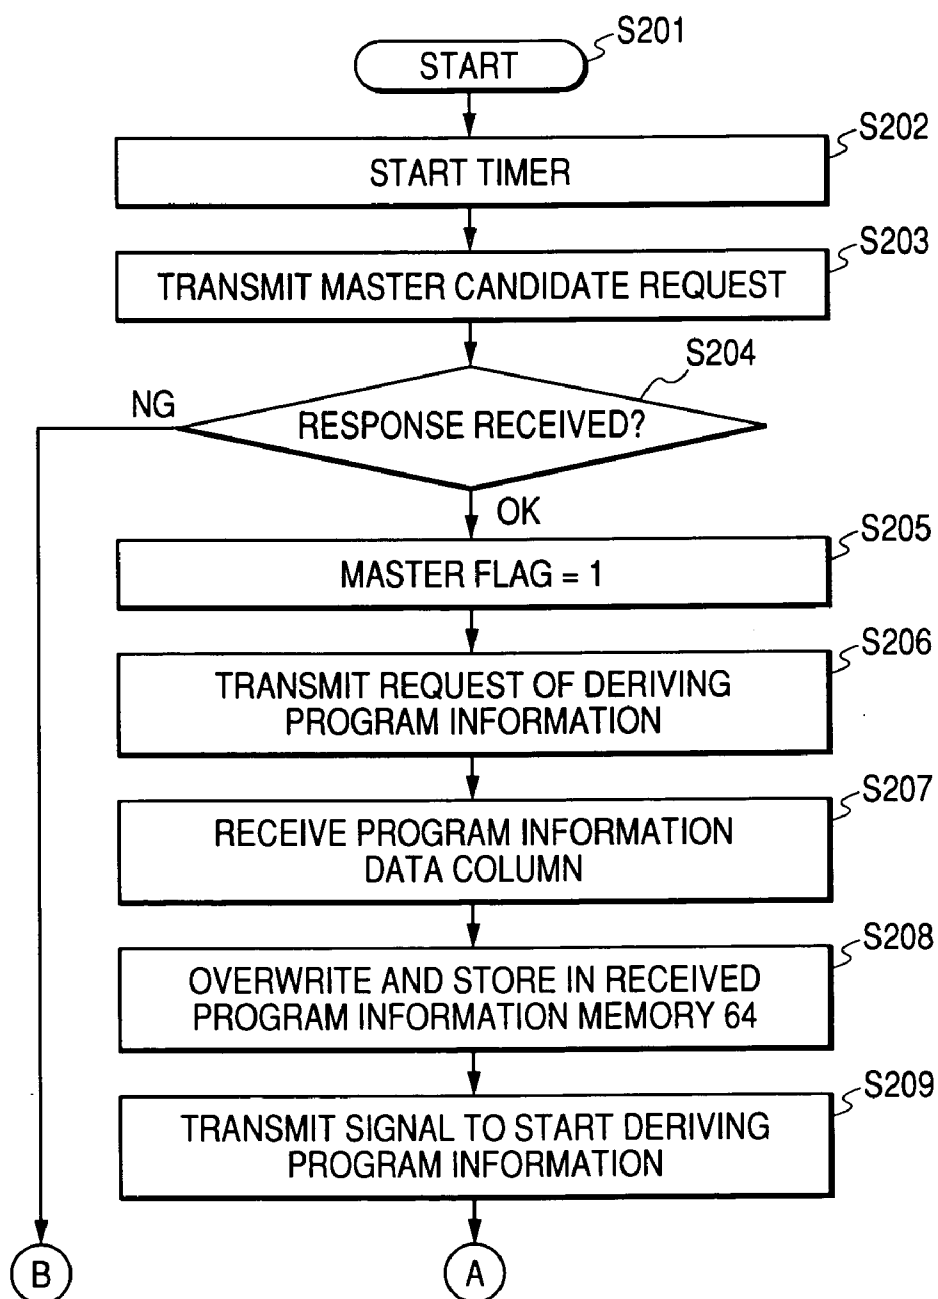 START
S201
START TIMER
S202
TRANSMIT MASTER CANDIDATE REQUEST
S203
RESPONSE RECEIVED?
S204
NG
OK
MASTER FLAG = 1
S205
TRANSMIT REQUEST OF DERIVING
PROGRAM INFORMATION
S206
RECEIVE PROGRAM INFORMATION
DATA COLUMN
S207
OVERWRITE AND STORE IN RECEIVED
PROGRAM INFORMATION MEMORY 64
S208
TRANSMIT SIGNAL TO START DERIVING
PROGRAM INFORMATION
S209
B
A